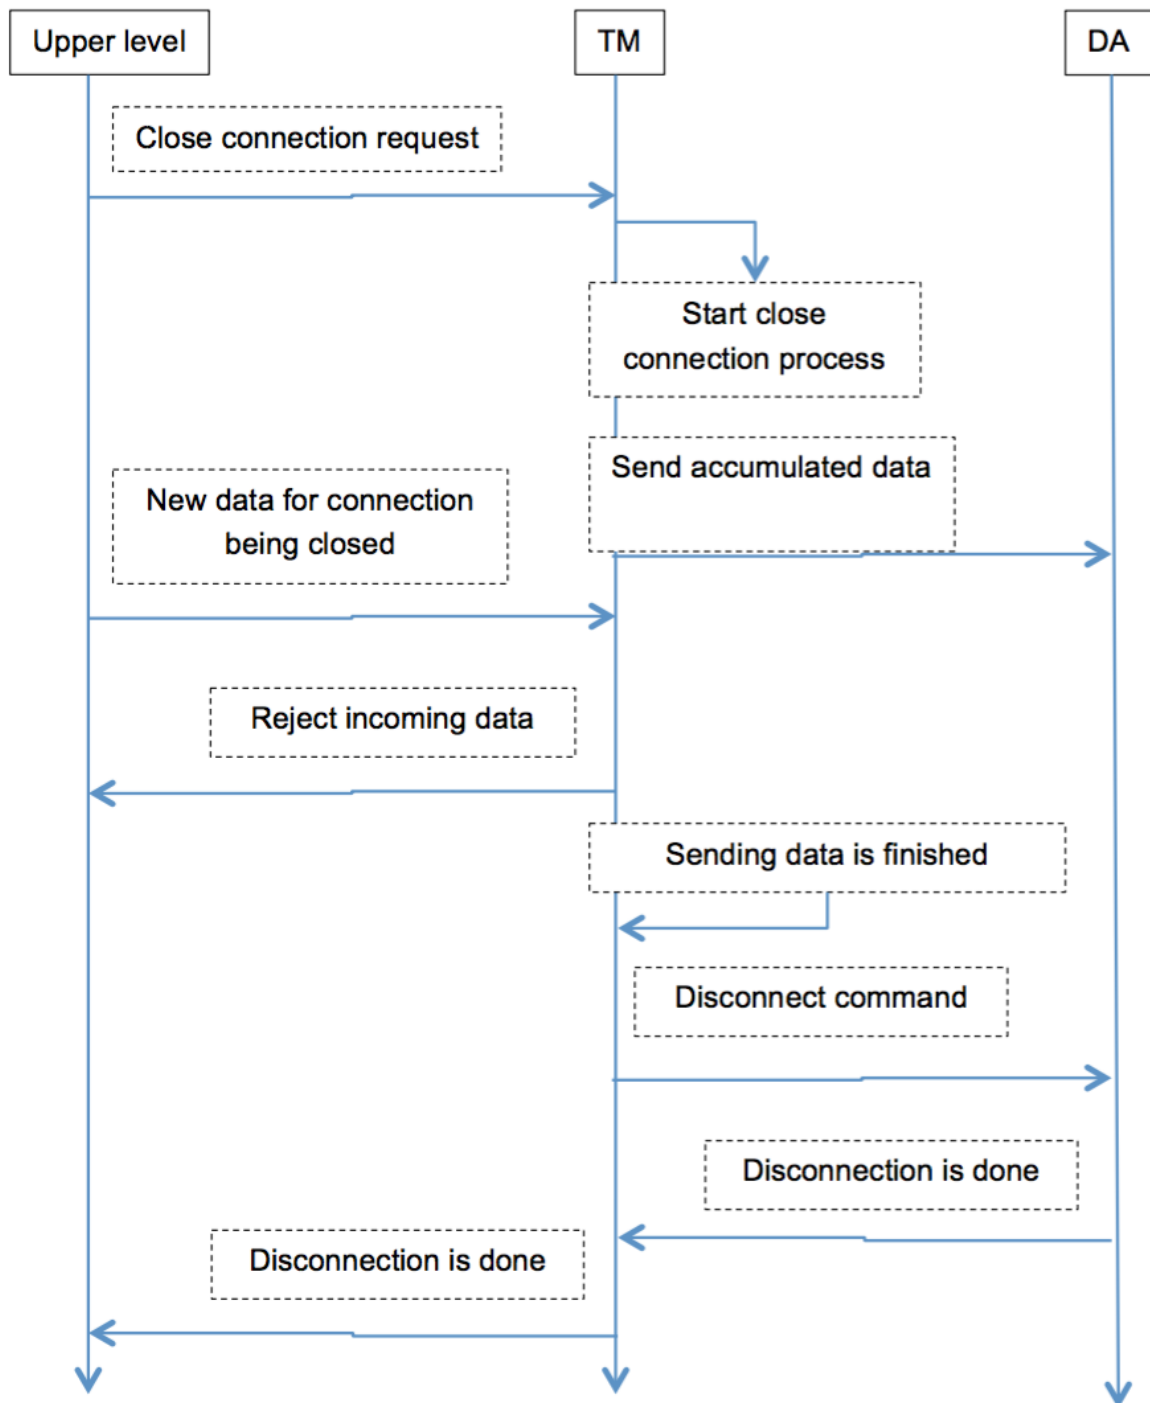 Upper level
TM
DA
Close connection request
Start close
connection process
Send accumulated data
New data for connection
being closed
Reject incoming data
Sending data is finished
Disconnect command
Disconnection is done
Disconnection is done